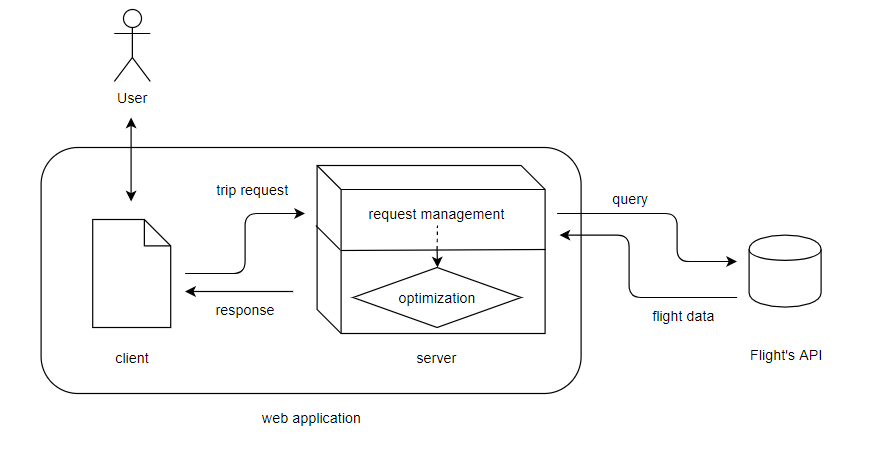 User
trip request
query
request management
optimization
response
flight data
client
server
Flight's API
web application